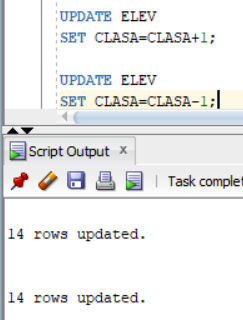 UPDATE ELEV
SET CLASA=CLASA+1;
UPDATE ELEV
SET CLASA=CLASA-1;
Script Output x
Task complet
14 rows updated.
14 rows updated.